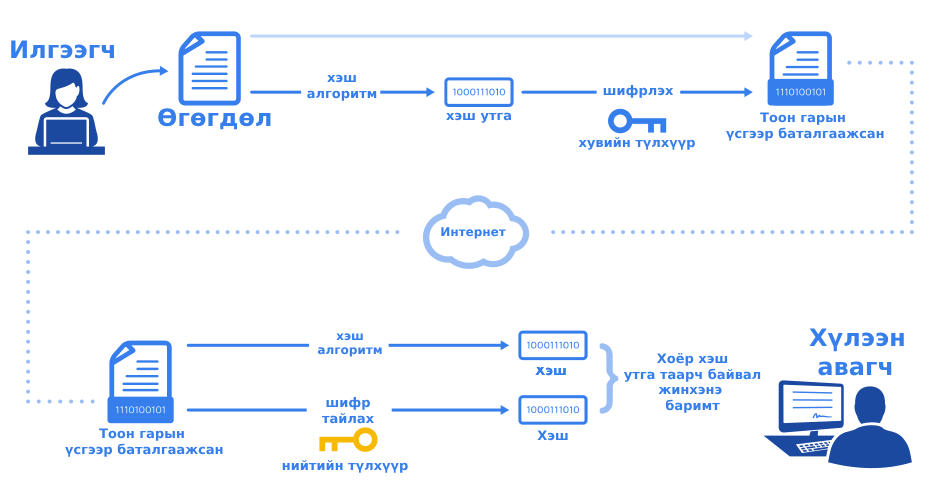 Илгээгч
Өгөгдөл
хэш
алгоритм
1000111010
хэш утга
шифрлэх
хувийн түлхүүр
1110100101
Тоон гарын
үсгээр баталгаажсан
Интернет
1110100101
Тоон гарын
үсгээр баталгаажсан
хэш
алгоритм
1000111010
хэш
шифр
тайлах
нийтийн түлхүүр
1000111010
Хэш
Хоёр хэш
утга таарч байвал
жинхэнэ
баримт
Хүлээн
авагч